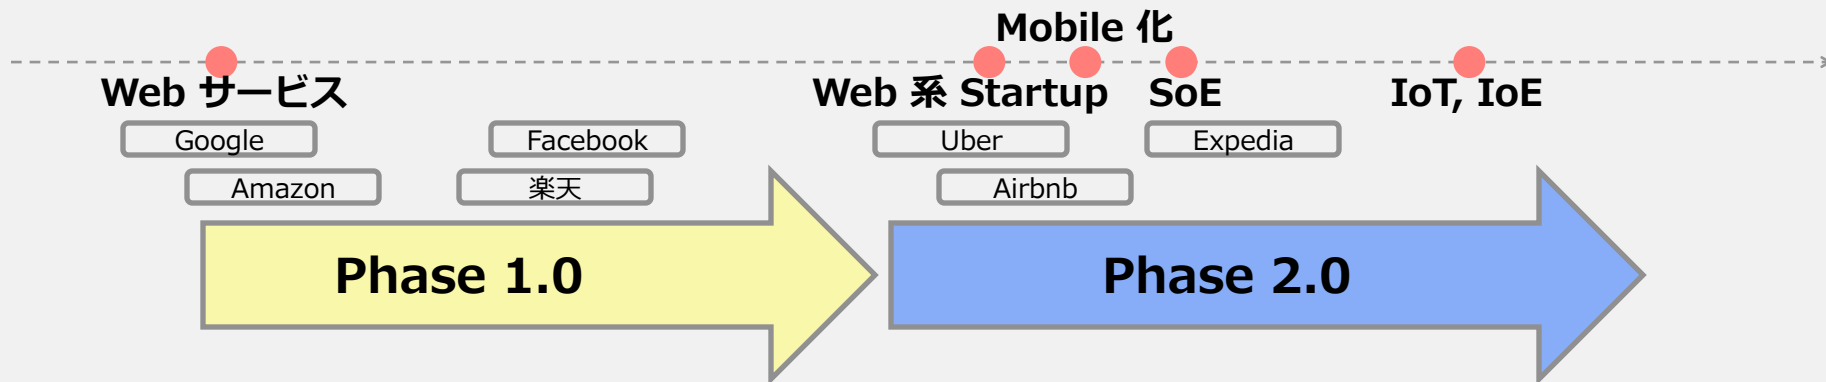 Mobile 化
Web サービス
Web 系 Startup
SoE
IoT, IoE
Google
Facebook
Uber
Expedia
Amazon
楽天
Airbnb
Phase 1.0
Phase 2.0